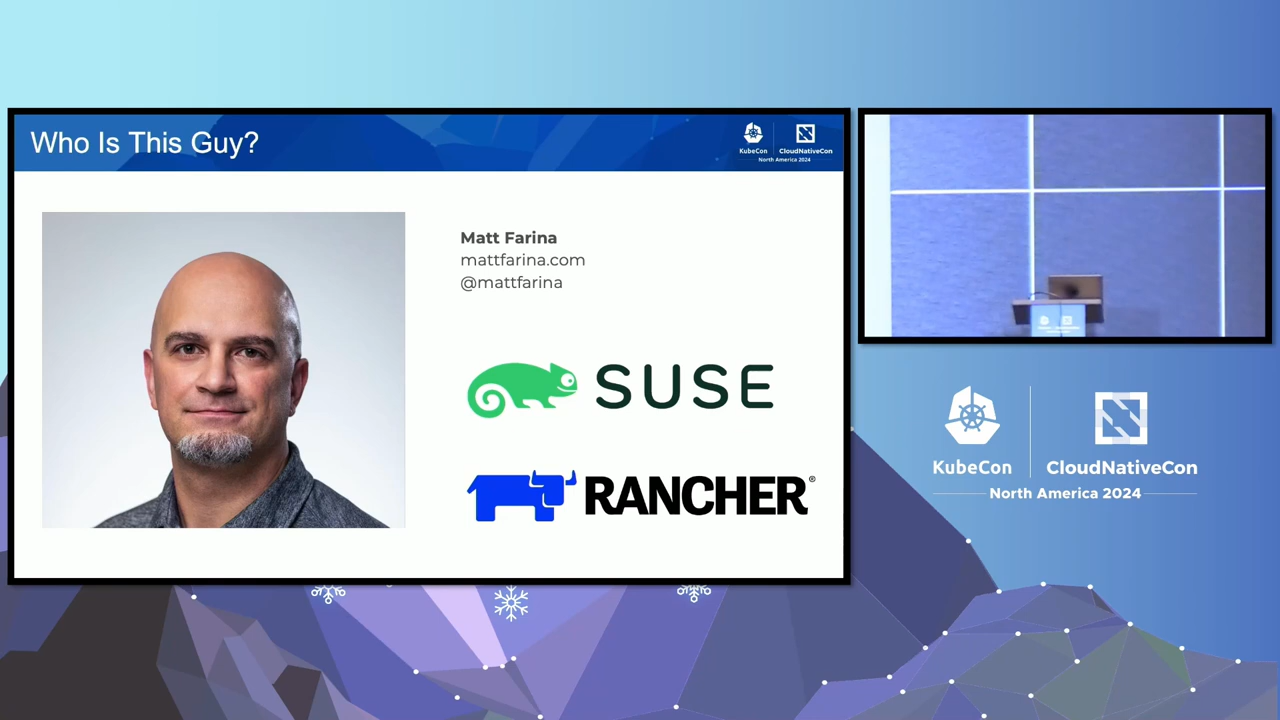 Who Is This Guy?
KubeCon
CloudNativeCon
North America 2024
Matt Farina
mattfarina.com
@mattfarina
SUSE
RANCHER®
KubeCon
CloudNativeCon
North America 2024